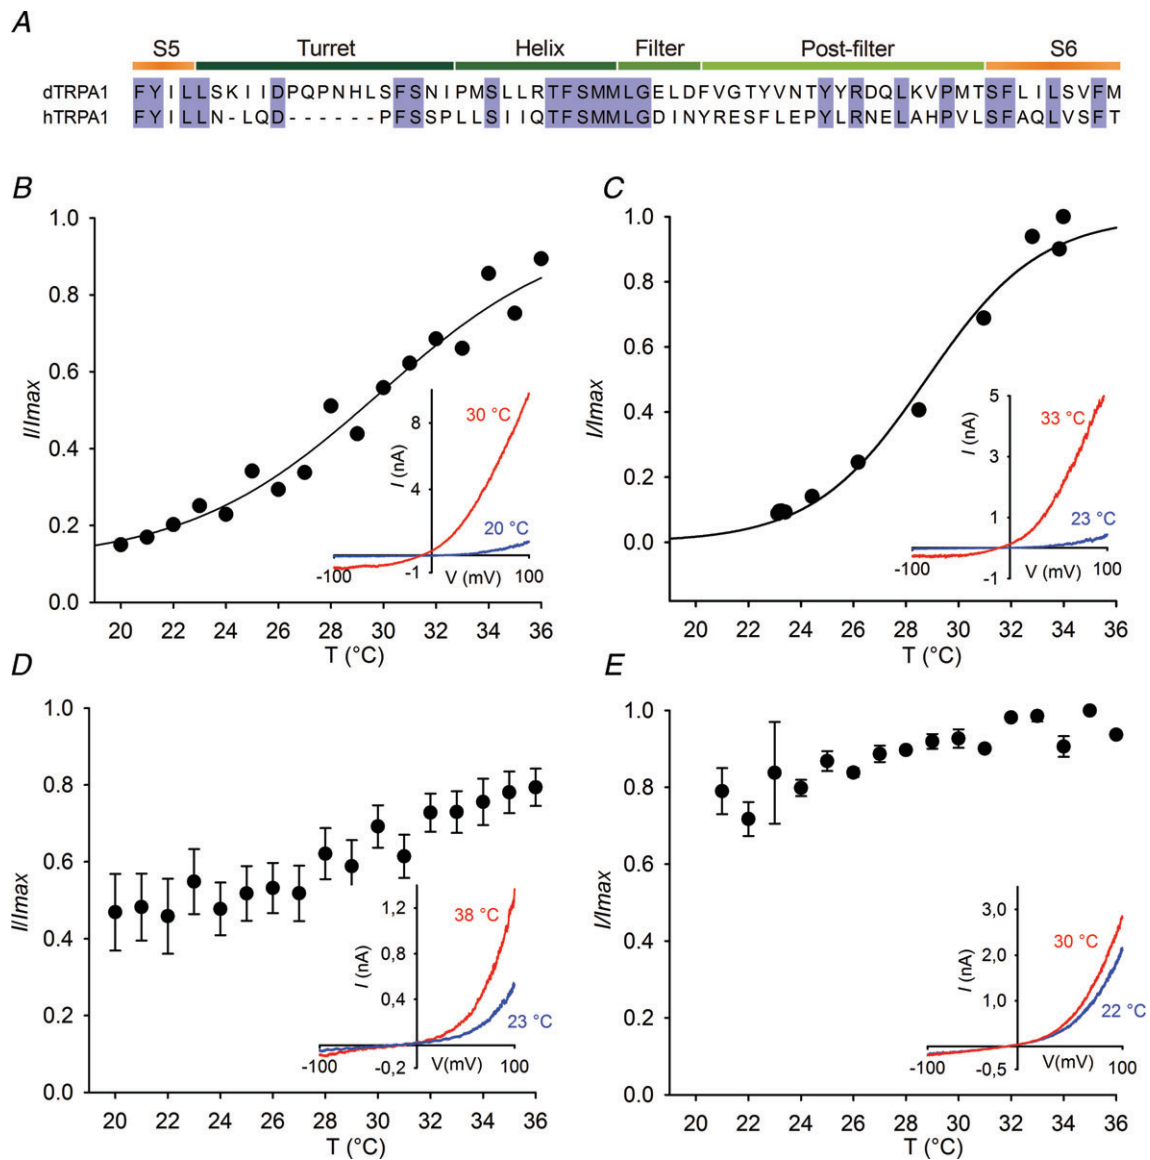 A
S5 Turret Helix Filter Post-filter S6
dTRPA1 FYILLSKIIDPQPNHLSFSNIPMSLLRTFSMMLGELDFVGTYVNTYYRDQLKVPMTSFLILSVFM
hTRPA1 FYILLN-LQD------PFSSPLLSIIQTFSMMLGDINYRESFLEPYLRNELAHPVLSFAQLVSFT
B
1.0
0.8
0.6
0.4
0.2
0.0
I/Imax
20 22 24 26 28 30 32 34 36
T (°C)
8
4
-1
I (nA)
30 °C
20 °C
-100 V (mV) 100
C
1.0
0.8
0.6
0.4
0.2
0.0
I/Imax
20 22 24 26 28 30 32 34 36
T (°C)
5
3
1
-1
I (nA)
33 °C
23 °C
-100 V (mV) 100
D
1.0
0.8
0.6
0.4
0.2
0.0
I/Imax
20 22 24 26 28 30 32 34 36
T (°C)
1,2
0,8
0,4
-0,2
I (nA)
38 °C
23 °C
-100 V(mV) 100
E
1.0
0.8
0.6
0.4
0.2
0.0
I/Imax
20 22 24 26 28 30 32 34 36
T (°C)
3,0
2,0
1,0
-0,5
I (nA)
30 °C
22 °C
-100 V(mV) 100